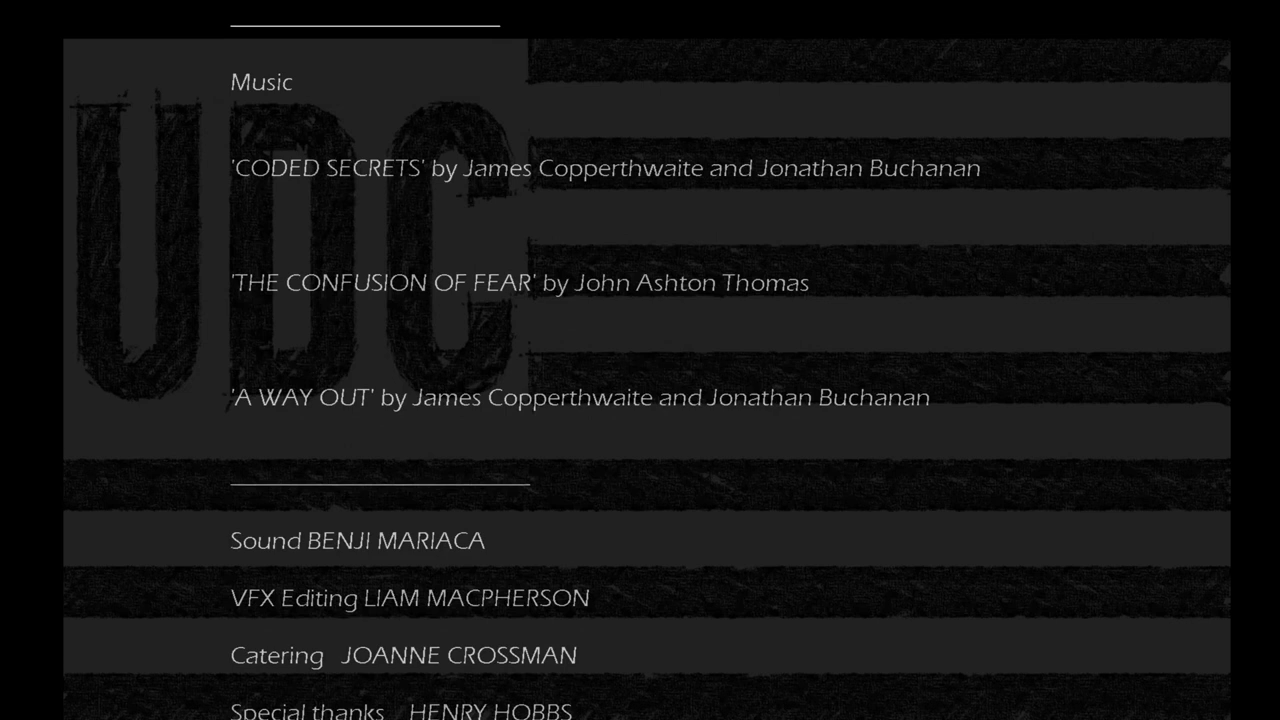 Music
UDC
'CODED SECRETS' by James Copperthwaite and Jonathan Buchanan
'THE CONFUSION OF FEAR' by John Ashton Thomas
'A WAY OUT' by James Copperthwaite and Jonathan Buchanan
Sound BENJI MARIACA
VFX Editing LIAM MACPHERSON
Catering JOANNE CROSSMAN
Special thanks HENRY HOBBS